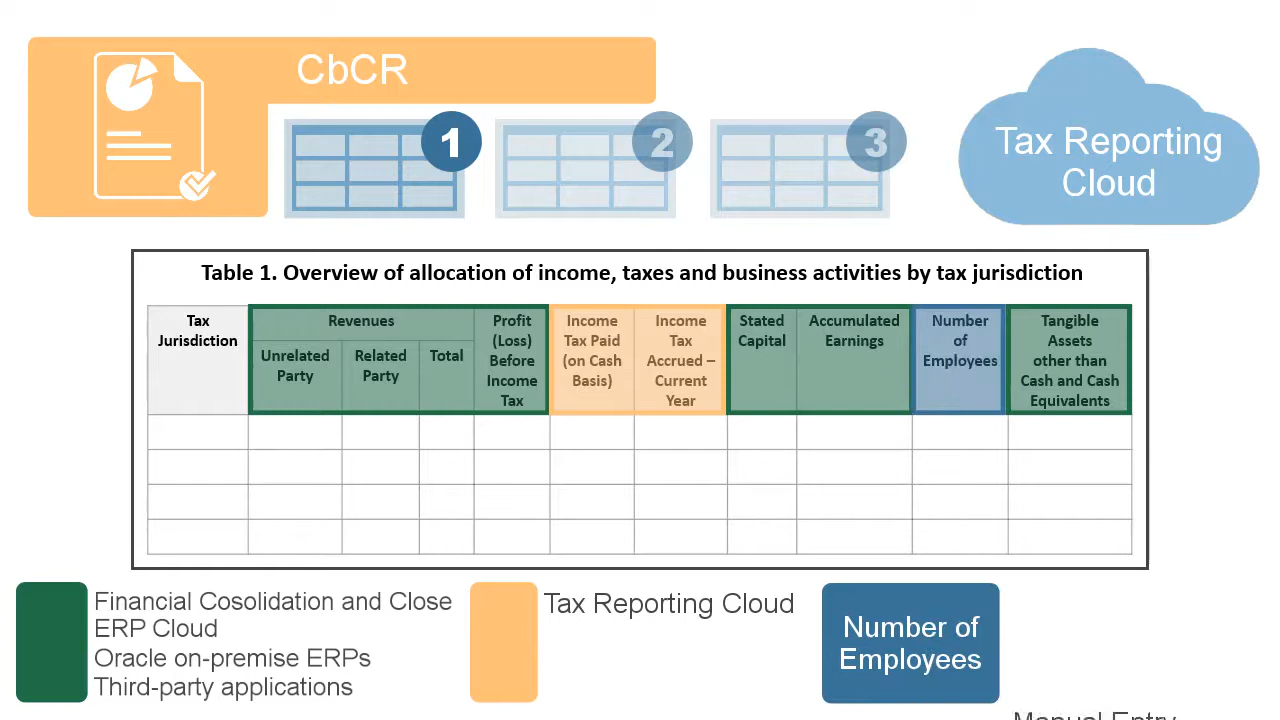 CbCR
1
2
3
Tax Reporting
Cloud
Table 1. Overview of allocation of income, taxes and business activities by tax jurisdiction
Tax
Jurisdiction
Revenues
Unrelated
Party
Related
Party
Total
Profit
(Loss)
Before
Income
Tax
Income
Tax Paid
(on Cash
Basis)
Income
Tax
Accrued –
Current
Year
Stated
Capital
Accumulated
Earnings
Number
of
Employees
Tangible
Assets
other than
Cash and Cash
Equivalents
Financial Cosolidation and Close
ERP Cloud
Oracle on-premise ERPs
Third-party applications
Tax Reporting Cloud
Number of
Employees
Manual Entry